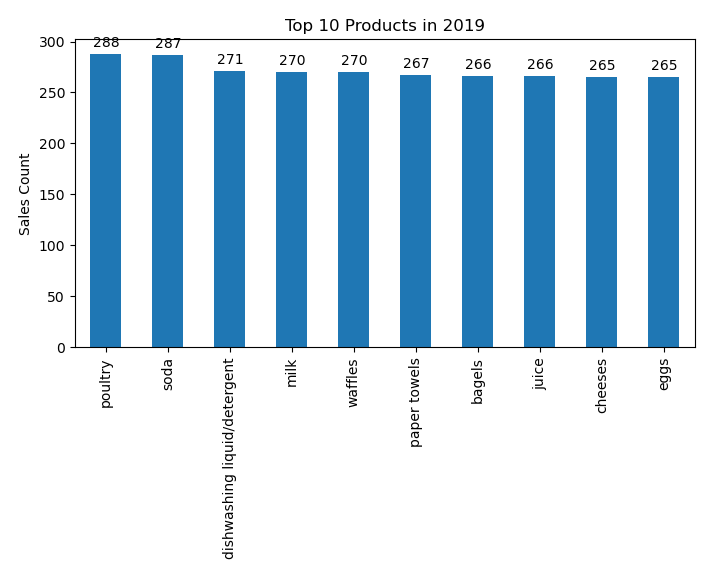 Top 10 Products in 2019
288 287 271 270 270 267 266 266 265 265
300
250
200
150
100
50
0
Sales Count
poultry
soda
dishwashing liquid/detergent
milk
waffles
paper towels
bagels
juice
cheeses
eggs